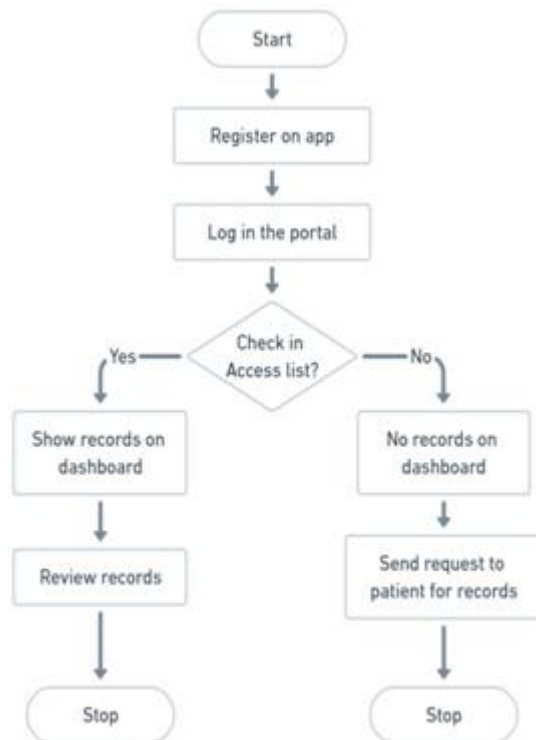 Start
Register on app
Log in the portal
Check in
Access list?
Yes
No
Show records on
dashboard
No records on
dashboard
Review records
Send request to
patient for records
Stop
Stop